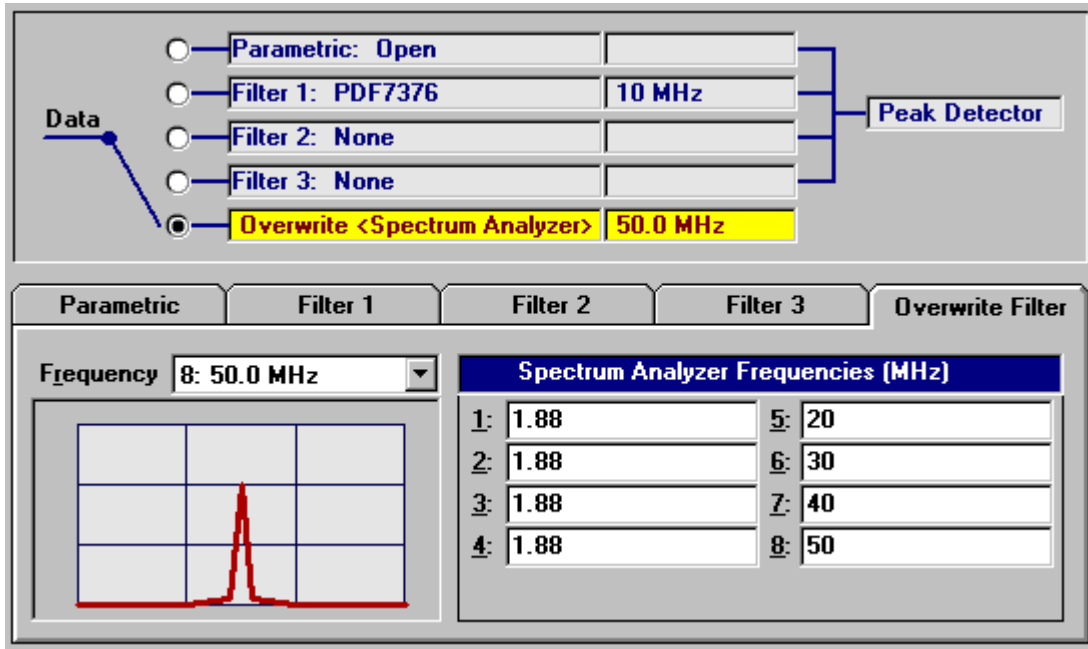 Parametric: Open
Filter 1: PDF7376 10 MHz
Data
Peak Detector
Filter 2: None
Filter 3: None
Overwrite <Spectrum Analyzer> 50.0 MHz
Parametric Filter 1 Filter 2 Filter 3 Overwrite Filter
Frequency 8: 50.0 MHz
Spectrum Analyzer Frequencies (MHz)
1: 1.88 5: 20
2: 1.88 6: 30
3: 1.88 7: 40
4: 1.88 8: 50